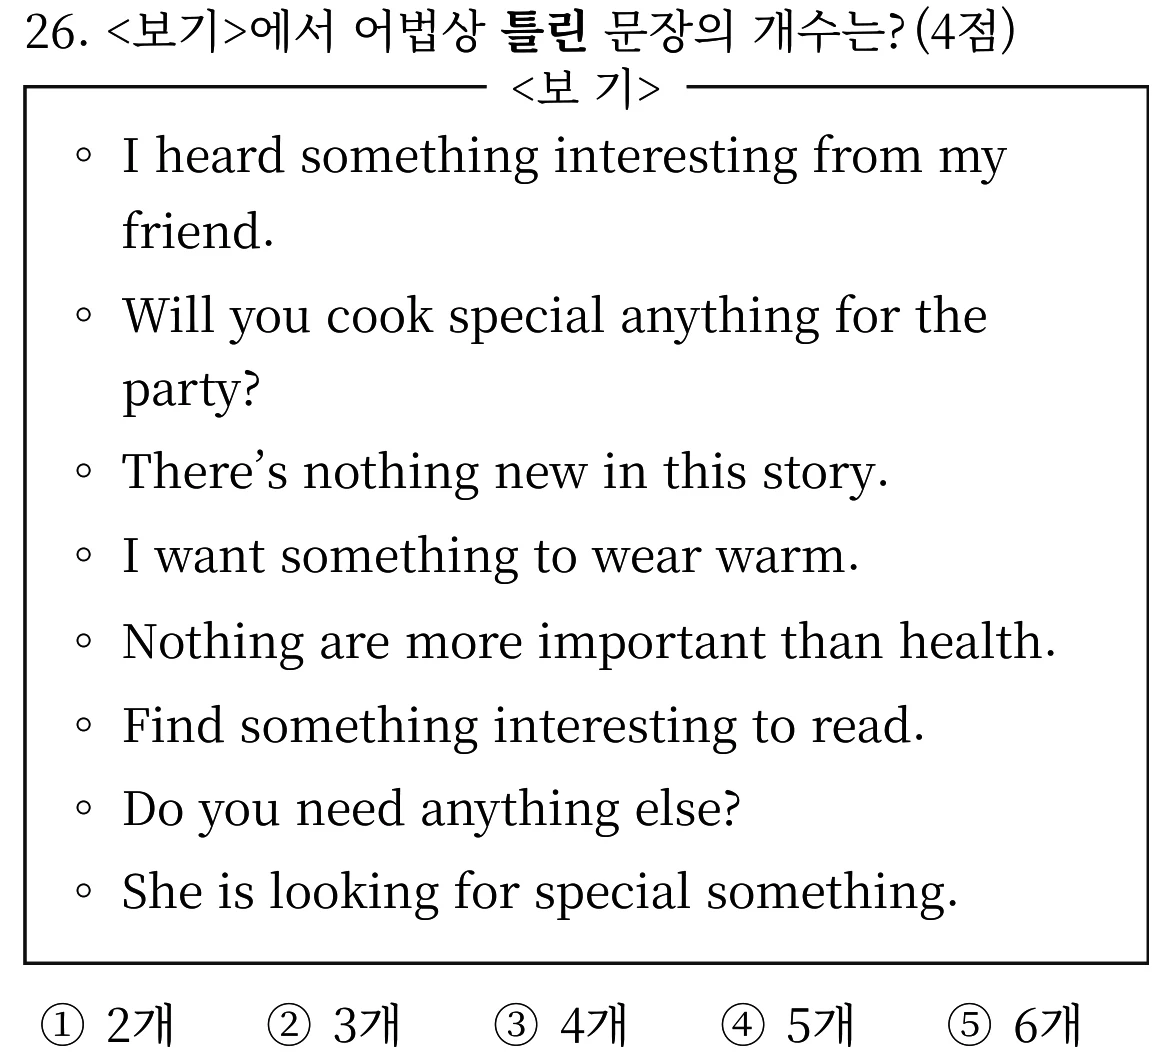 26. <보기>에서 어법상 틀린 문장의 개수는?(4점)
<보 기>
◦ I heard something interesting from my
friend.
◦ Will you cook special anything for the
party?
◦ There’s nothing new in this story.
◦ I want something to wear warm.
◦ Nothing are more important than health.
◦ Find something interesting to read.
◦ Do you need anything else?
◦ She is looking for special something.
① 2개 ② 3개 ③ 4개 ④ 5개 ⑤ 6개